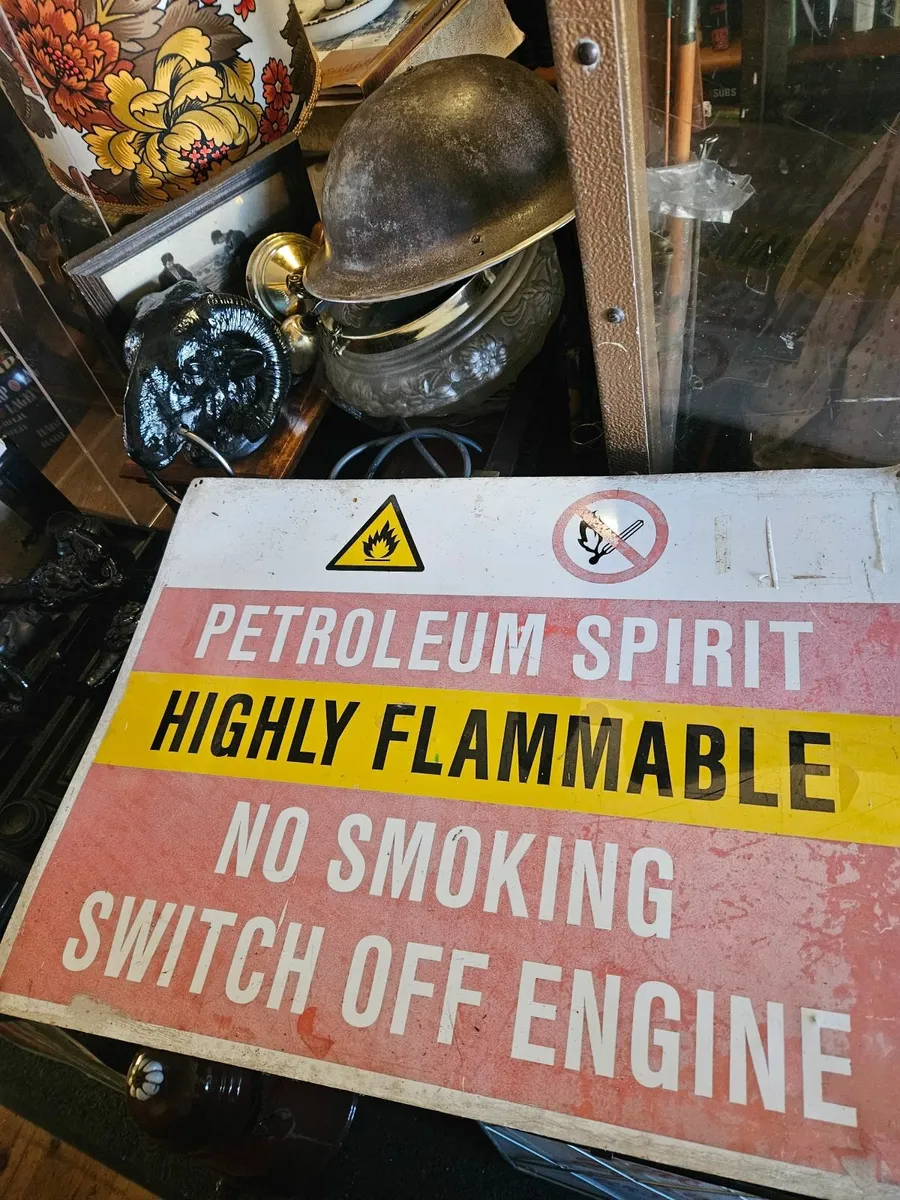 PETROLEUM SPIRIT
HIGHLY FLAMMABLE
NO SMOKING
SWITCH OFF ENGINE